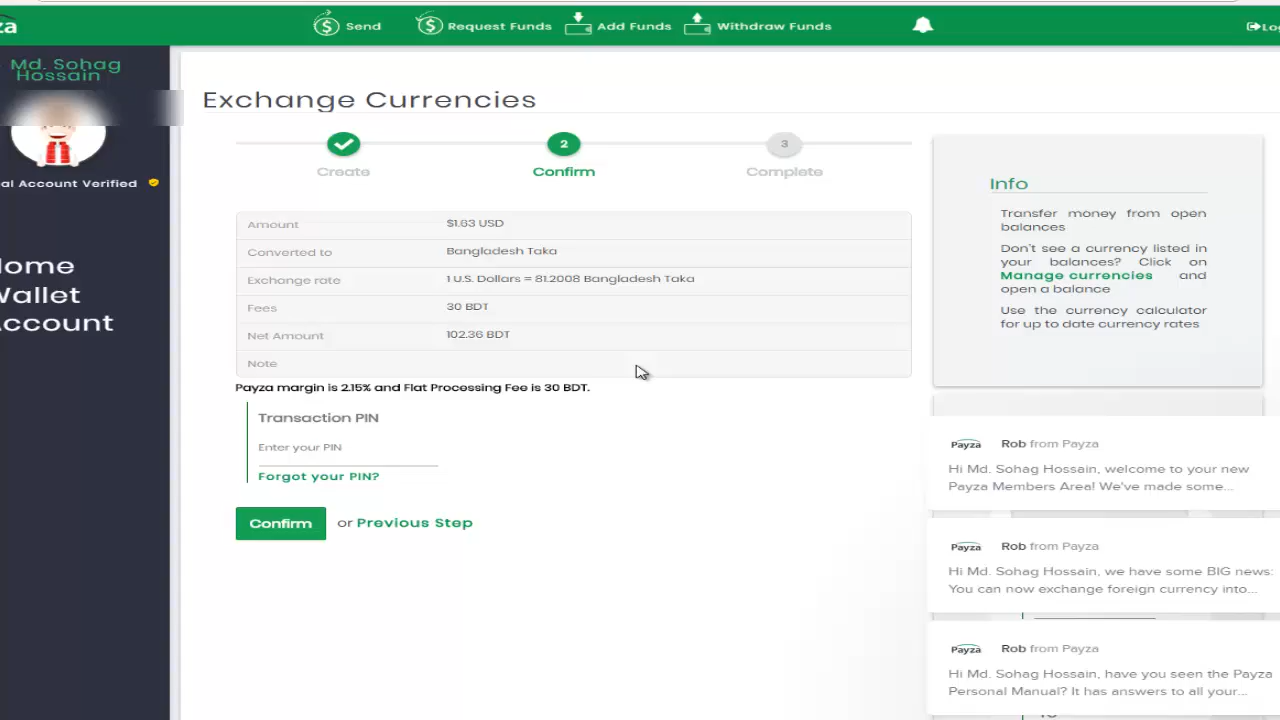 za
Send
Request Funds
Add Funds
Withdraw Funds
Md. Sohag
Hossain
al Account Verified
ome
Wallet
ccount
Exchange Currencies
2
3
Create
Confirm
Complete
Amount $1.63 USD
Converted to Bangladesh Taka
Exchange rate 1 U.S. Dollars = 81.2008 Bangladesh Taka
Fees 30 BDT
Net Amount 102.36 BDT
Note
Payza margin is 2.15% and Flat Processing Fee is 30 BDT.
Transaction PIN
Enter your PIN
Forgot your PIN?
Confirm or Previous Step
Info
Transfer money from open
balances
Don't see a currency listed in
your balances? Click on
Manage currencies and
open a balance
Use the currency calculator
for up to date currency rates
Payza Rob from Payza
Hi Md. Sohag Hossain, welcome to your new
Payza Members Area! We've made some...
Payza Rob from Payza
Hi Md. Sohag Hossain, we have some BIG news:
You can now exchange foreign currency into...
Payza Rob from Payza
Hi Md. Sohag Hossain, have you seen the Payza
Personal Manual? It has answers to all your...